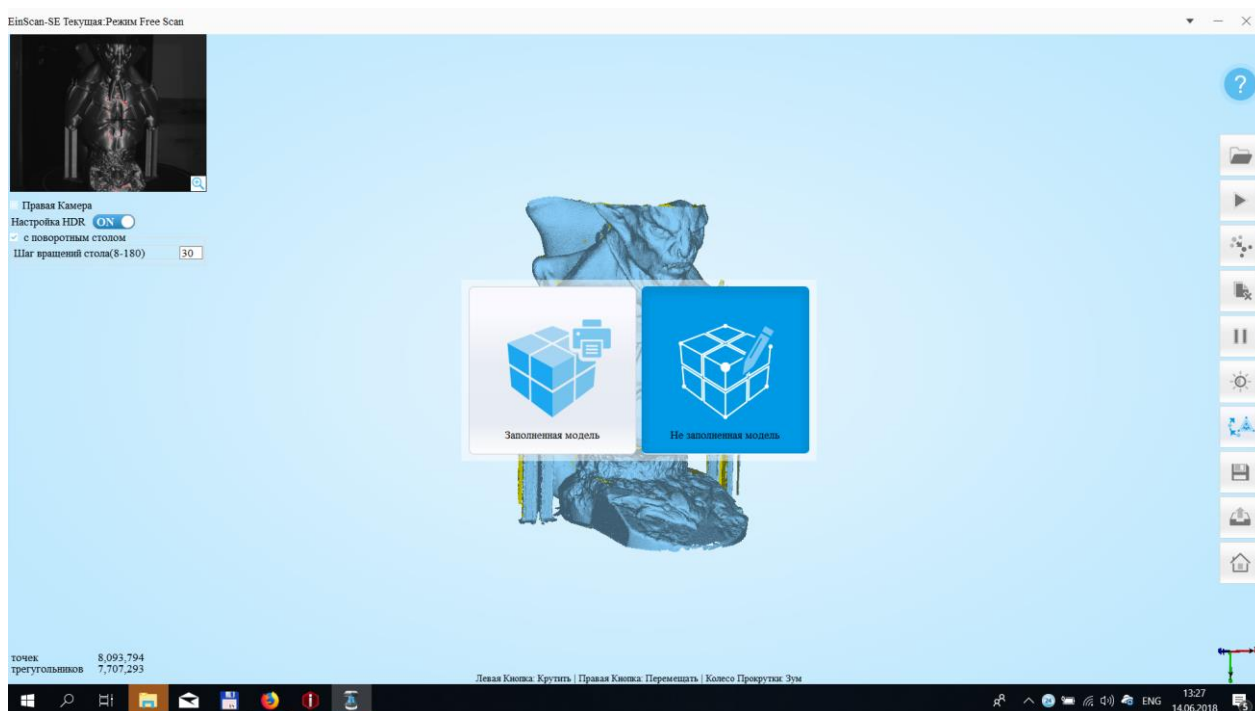 EinScan-SE Текущая:Режим Free Scan
?
Правая Камера
Настройка HDR ON
с поворотным столом
Шаг вращений стола(8-180) 30
Заполненная модель
Не заполненная модель
точек 8,093,794
трегугольников 7,707,293
Левая Кнопка: Крутить | Правая Кнопка: Перемещать | Колесо Прокрутки: Зум
ENG
13:27
14.06.2018